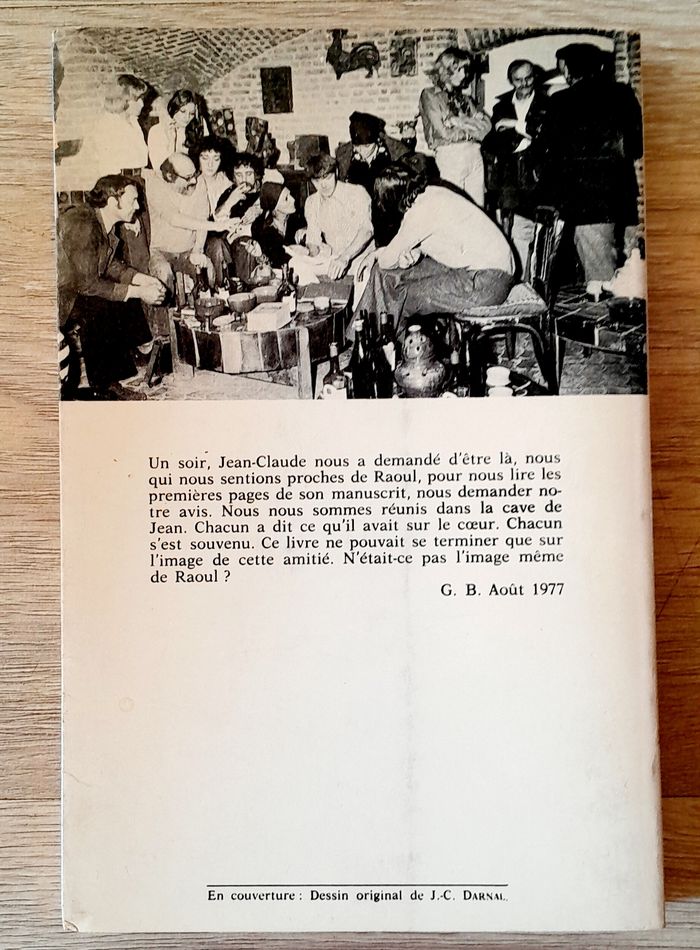 Un soir, Jean-Claude nous a demandé d'être là, nous
qui nous sentions proches de Raoul, pour nous lire les
premières pages de son manuscrit, nous demander no-
tre avis. Nous nous sommes réunis dans la cave de
Jean. Chacun a dit ce qu'il avait sur le cœur. Chacun
s'est souvenu. Ce livre ne pouvait se terminer que sur
l'image de cette amitié. N'était-ce pas l'image même
de Raoul ?
G. B. Août 1977
En couverture : Dessin original de J.-C. DARNAL.